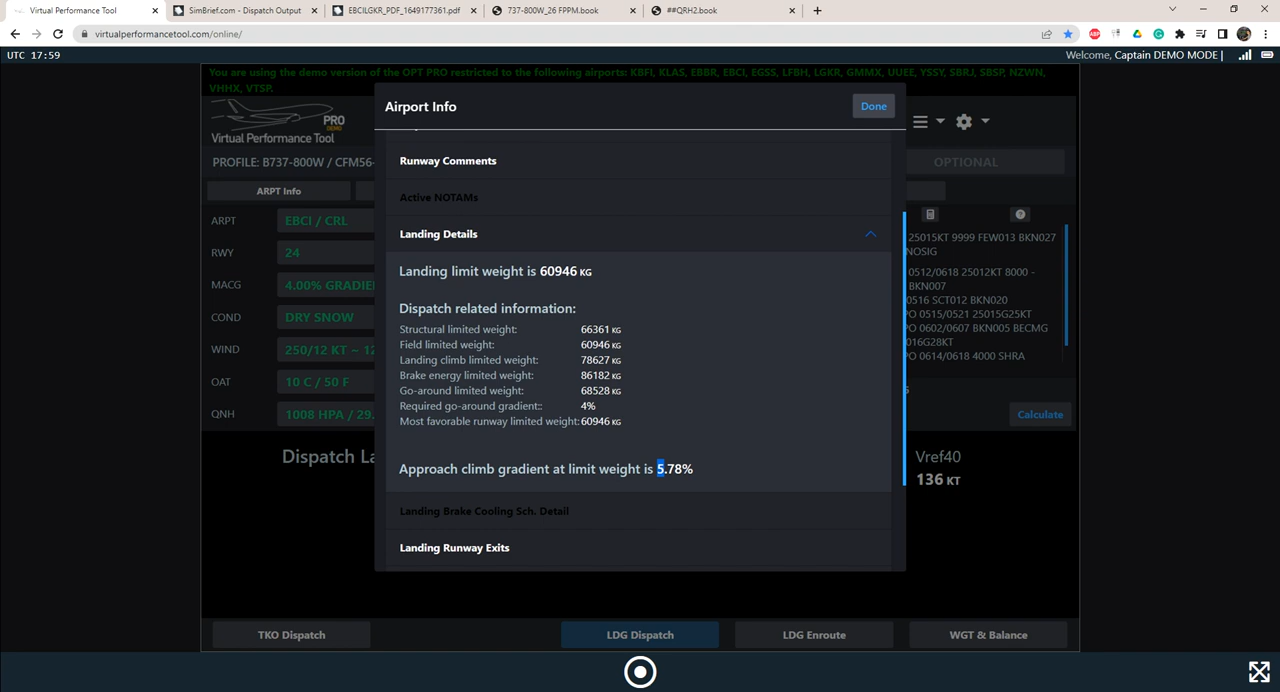 Virtual Performance Tool
SimBrief.com - Dispatch Output
EBCILGKR_PDF_1649177361.pdf
737-800W_26 FPPM.book
##QRH2.book
virtualperformancetool.com/online/
UTC 17:59
Welcome, Captain DEMO MODE |
You are using the demo version of the OPT PRO restricted to the following airports: KBFI, KLAS, EBBR, EBCI, EGSS, LFBH, LGKR, GMMX, UUEE, YSSY, SBRJ, SBSP, NZWN,
VHHX, VTSP.
PRO
DEMO
Virtual Performance Tool
Airport Info
Done
PROFILE: B737-800W / CFM56-
OPTIONAL
ARPT Info
Runway Comments
Active NOTAMs
Landing Details
ARPT
EBCI / CRL
RWY
24
MACG
4.00% GRADIE
COND
DRY SNOW
WIND
250/12 KT ~ 12
OAT
10 C / 50 F
QNH
1008 HPA / 29.
25015KT 9999 FEW013 BKN027
NOSIG
0512/0618 25012KT 8000 -
BKN007
0516 SCT012 BKN020
PO 0515/0521 25015G25KT
PO 0602/0607 BKN005 BECMG
016G28KT
PO 0614/0618 4000 SHRA
Calculate
Landing limit weight is 60946 KG
Dispatch related information:
Structural limited weight: 66361 KG
Field limited weight: 60946 KG
Landing climb limited weight: 78627 KG
Brake energy limited weight: 86182 KG
Go-around limited weight: 68528 KG
Required go-around gradient:: 4%
Most favorable runway limited weight: 60946 KG
Approach climb gradient at limit weight is 5.78%
Dispatch La
Vref40
136 KT
Landing Brake Cooling Sch. Detail
Landing Runway Exits
TKO Dispatch
LDG Dispatch
LDG Enroute
WGT & Balance